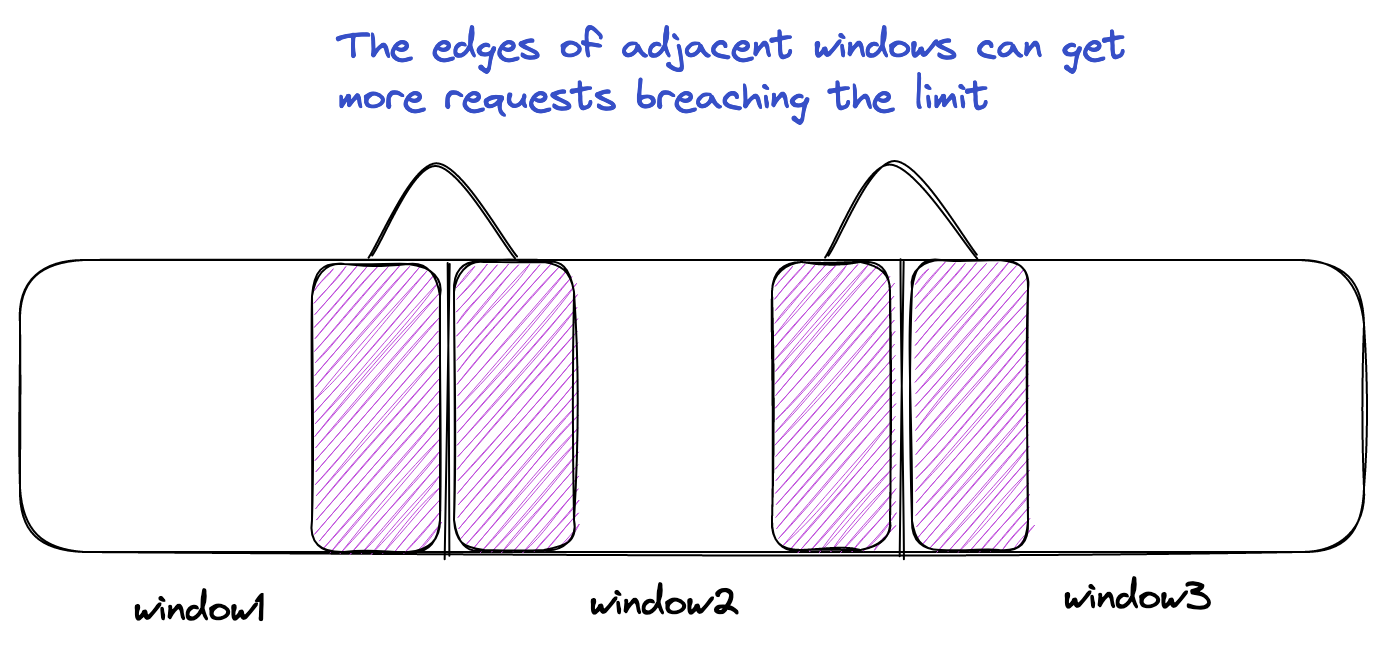 The edges of adjacent windows can get
more requests breaching the limit
window1
window2
window3